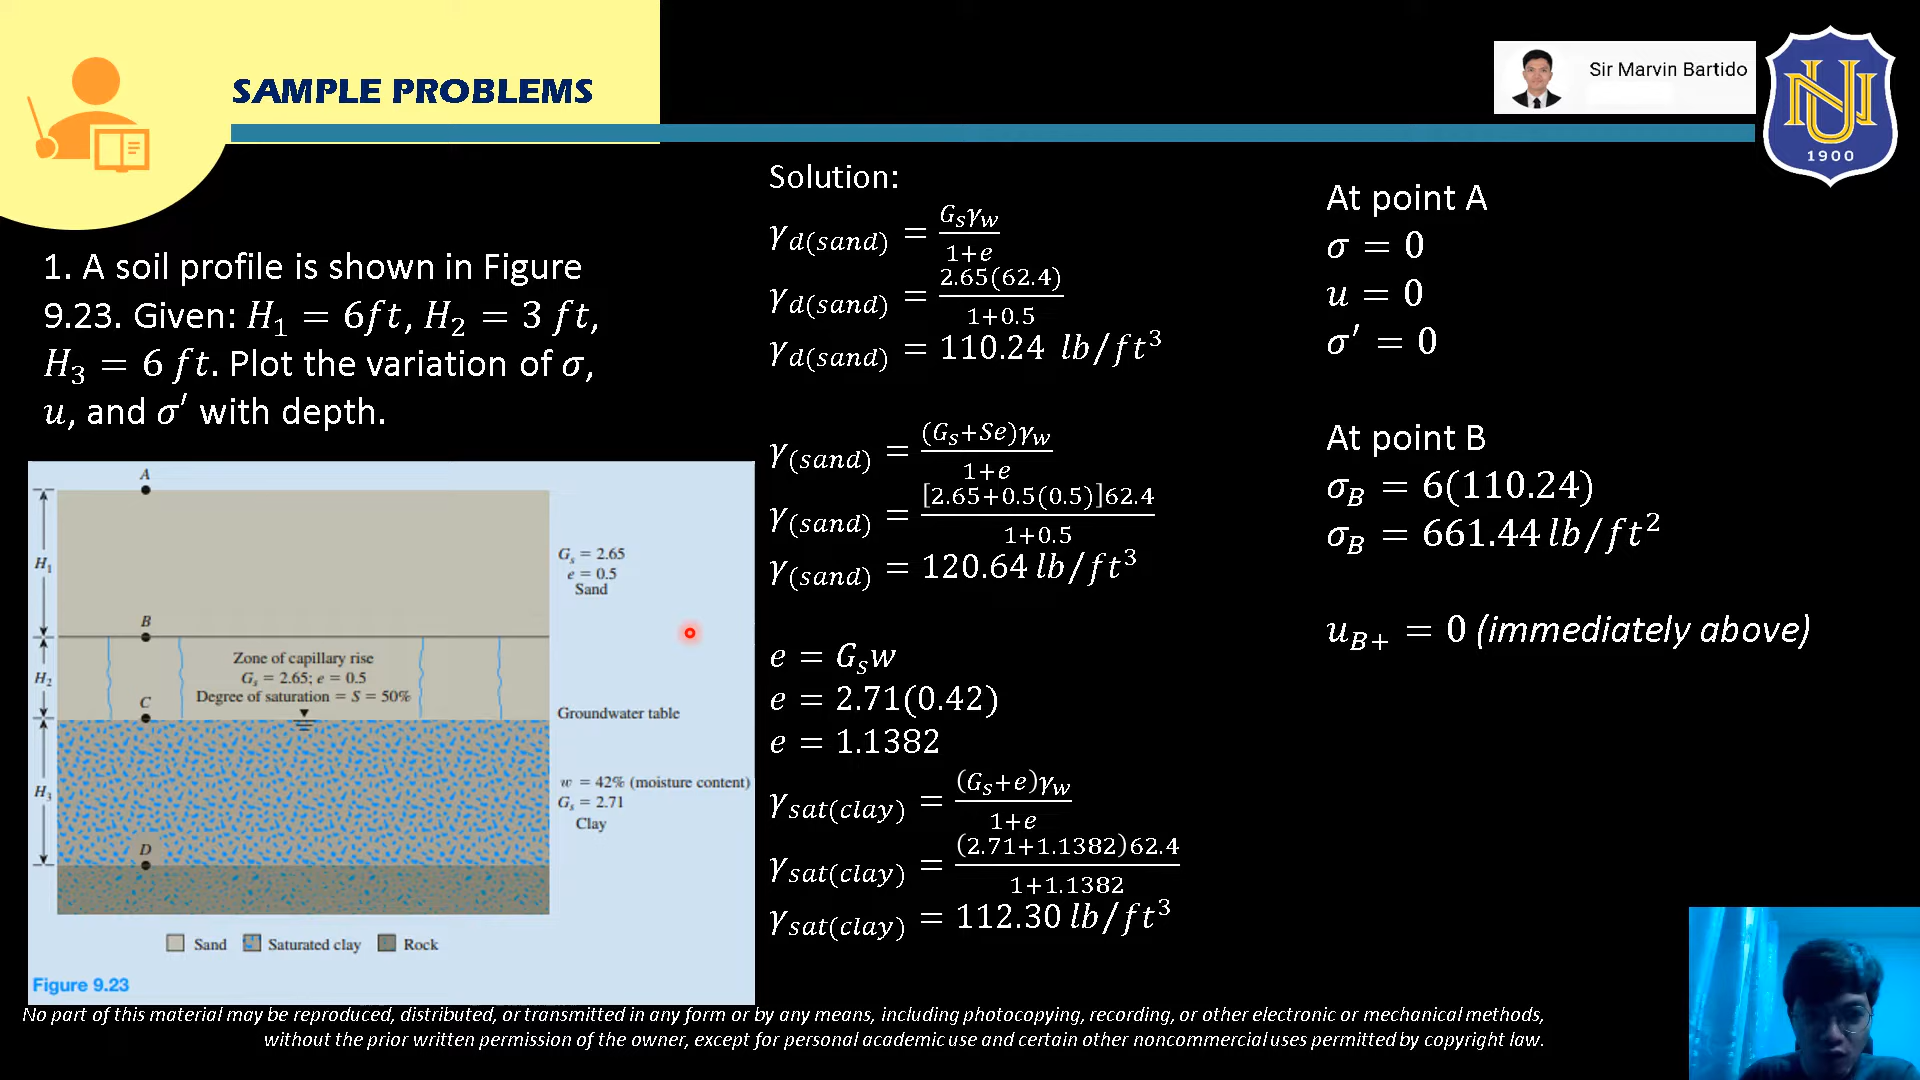 SAMPLE PROBLEMS
Sir Marvin Bartido
NU
1900
1. A soil profile is shown in Figure
9.23. Given: H₁ = 6ft, H₂ = 3 ft,
H₃ = 6 ft. Plot the variation of σ,
u, and σ′ with depth.
A
H₁
Gₛ = 2.65
e = 0.5
Sand
B
Zone of capillary rise
H₂
Gₛ = 2.65; e = 0.5
Degree of saturation = S = 50%
C
Groundwater table
H₃
w = 42% (moisture content)
Gₛ = 2.71
Clay
D
Sand Saturated clay Rock
Figure 9.23
Solution:
γ_d(sand) = Gₛγ_w / 1+e
γ_d(sand) = 2.65(62.4) / 1+0.5
γ_d(sand) = 110.24 lb/ft³
γ_(sand) = (Gₛ+Se)γ_w / 1+e
γ_(sand) = [2.65+0.5(0.5)]62.4 / 1+0.5
γ_(sand) = 120.64 lb/ft³
e = Gₛw
e = 2.71(0.42)
e = 1.1382
γ_sat(clay) = (Gₛ+e)γ_w / 1+e
γ_sat(clay) = (2.71+1.1382)62.4 / 1+1.1382
γ_sat(clay) = 112.30 lb/ft³
At point A
σ = 0
u = 0
σ′ = 0
At point B
σ_B = 6(110.24)
σ_B = 661.44 lb/ft²
u_B+ = 0 (immediately above)
No part of this material may be reproduced, distributed, or transmitted in any form or by any means, including photocopying, recording, or other electronic or mechanical methods,
without the prior written permission of the owner, except for personal academic use and certain other noncommercial uses permitted by copyright law.